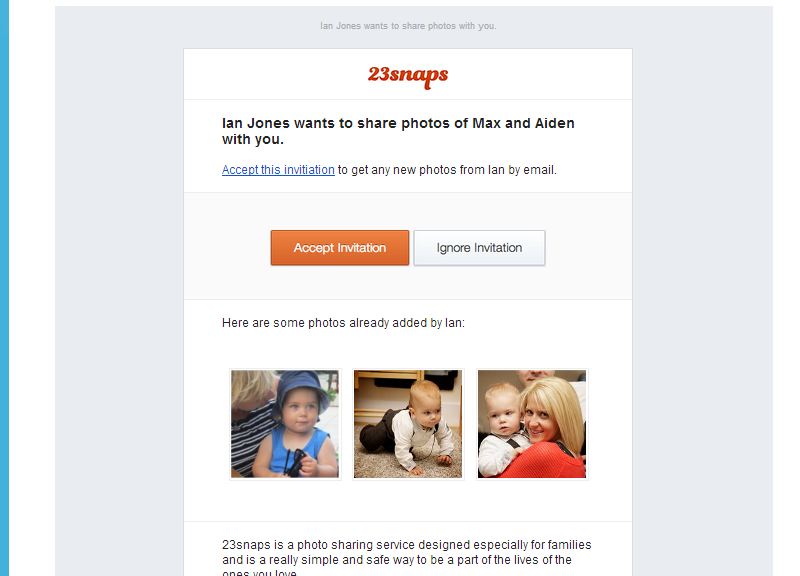 Ian Jones wants to share photos with you.
23snaps
Ian Jones wants to share photos of Max and Aiden
with you.
Accept this invitiation to get any new photos from Ian by email.
Accept Invitation
Ignore Invitation
Here are some photos already added by Ian:
23snaps is a photo sharing service designed especially for families
and is a really simple and safe way to be a part of the lives of the
ones you love